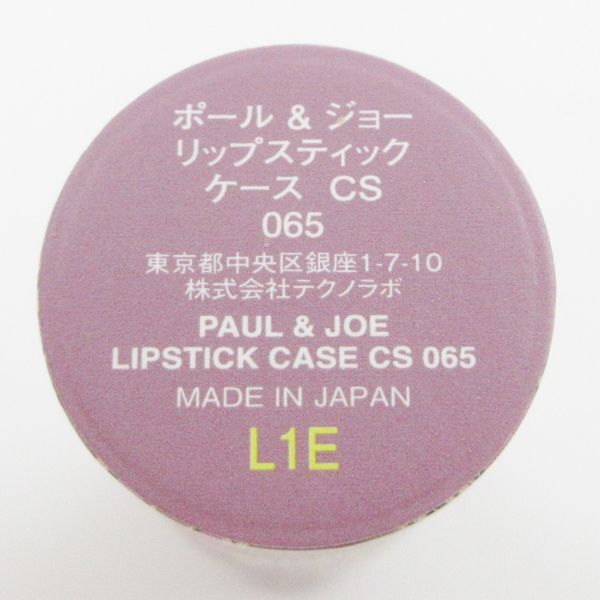 ポール & ジョー
リップスティック
ケース CS
065
東京都中央区銀座1-7-10
株式会社テクノラボ
PAUL & JOE
LIPSTICK CASE CS 065
MADE IN JAPAN
L1E